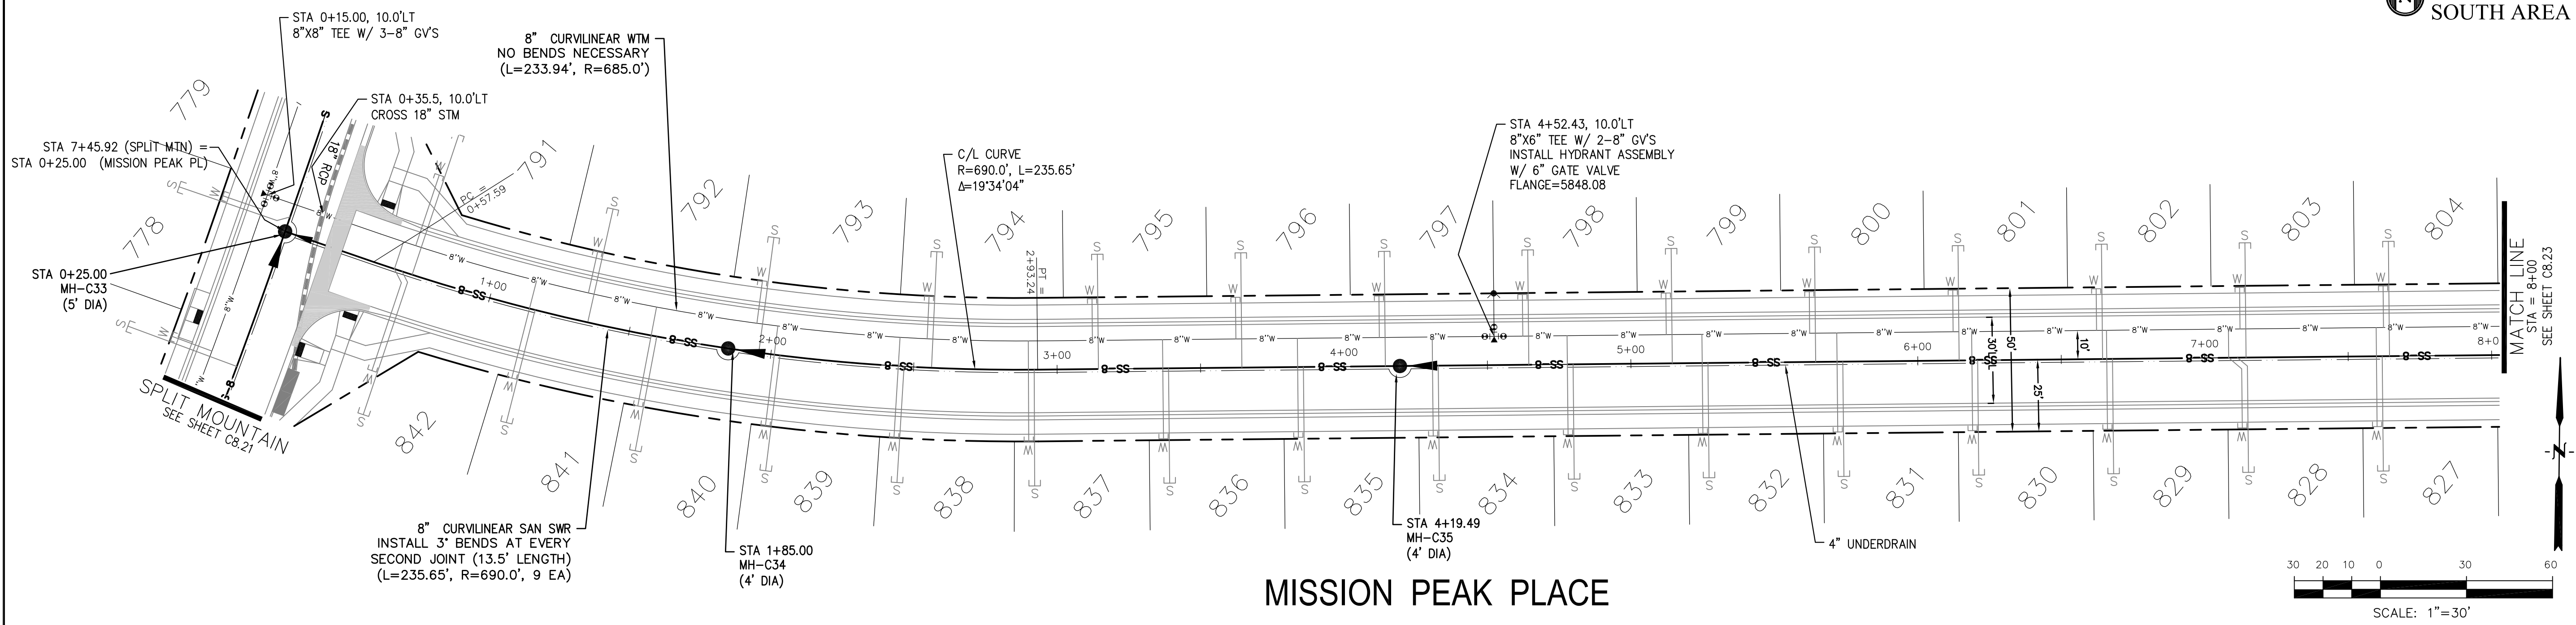 SOUTH AREA
STA 0+15.00, 10.0'LT
8"X8" TEE W/ 3-8" GV'S
8" CURVILINEAR WTM
NO BENDS NECESSARY
(L=233.94', R=685.0')
STA 0+35.5, 10.0'LT
CROSS 18" STM
STA 7+45.92 (SPLIT MTN) =
STA 0+25.00 (MISSION PEAK PL)
C/L CURVE
R=690.0', L=235.65'
Δ=19°34'04"
STA 4+52.43, 10.0'LT
8"X6" TEE W/ 2-8" GV'S
INSTALL HYDRANT ASSEMBLY
W/ 6" GATE VALVE
FLANGE=5848.08
779
778
18" RCP
791
792
793
794
795
796
797
798
799
800
801
802
803
804
PC =
0+57.59
PT =
2+93.24
STA 0+25.00
MH-C33
(5' DIA)
1+00
2+00
3+00
4+00
5+00
6+00
7+00
8+0
8"W
SS-8
30' FL-FL
50'
10'
25'
MATCH LINE
STA = 8+00
SEE SHEET C8.23
SPLIT MOUNTAIN
SEE SHEET C8.21
842
841
840
839
838
837
836
835
834
833
832
831
830
829
828
827
8" CURVILINEAR SAN SWR
INSTALL 3° BENDS AT EVERY
SECOND JOINT (13.5' LENGTH)
(L=235.65', R=690.0', 9 EA)
STA 1+85.00
MH-C34
(4' DIA)
STA 4+19.49
MH-C35
(4' DIA)
4" UNDERDRAIN
MISSION PEAK PLACE
N
30 20 10 0 30 60
SCALE: 1"=30'